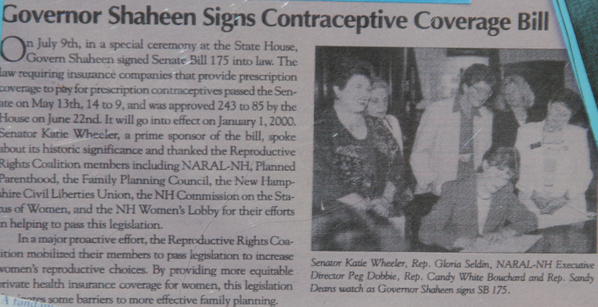 Governor Shaheen Signs Contraceptive Coverage Bill
On July 9th, in a special ceremony at the State House,
Govern Shaheen signed Senate Bill 175 into law. The
law requiring insurance companies that provide prescription
coverage to pay for prescription contraceptives passed the Sen-
ate on May 13th, 14 to 9, and was approved 243 to 85 by the
House on June 22nd. It will go into effect on January 1, 2000.
Senator Katie Wheeler, a prime sponsor of the bill, spoke
about its historic significance and thanked the Reproductive
Rights Coalition members including NARAL-NH, Planned
Parenthood, the Family Planning Council, the New Hamp-
shire Civil Liberties Union, the NH Commission on the Sta-
tus of Women, and the NH Women's Lobby for their efforts
in helping to pass this legislation.
In a major proactive effort, the Reproductive Rights Coa-
lition mobilized their members to pass legislation to increase
women's reproductive choices. By providing more equitable
private health insurance coverage for women, this legislation
some barriers to more effective family planning.
Senator Katie Wheeler, Rep. Gloria Seldin, NARAL-NH Executive
Director Peg Dobbie, Rep. Candy White Bouchard and Rep. Sandy
Deans watch as Governor Shaheen signs SB 175.